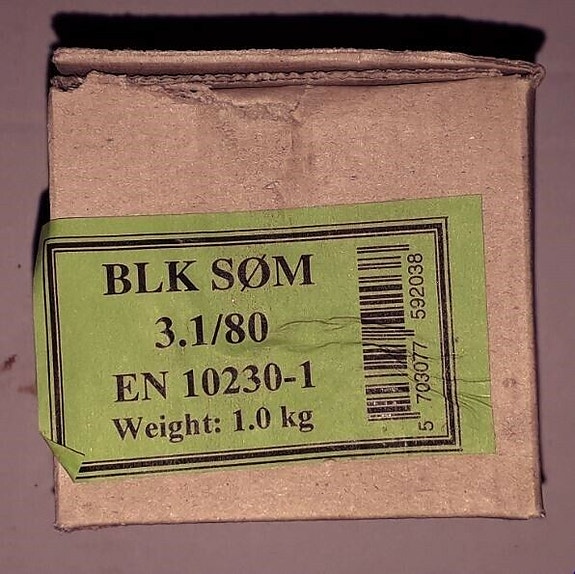 BLK SØM
3.1/80
EN 10230-1
Weight: 1.0 kg
5 703077 592038